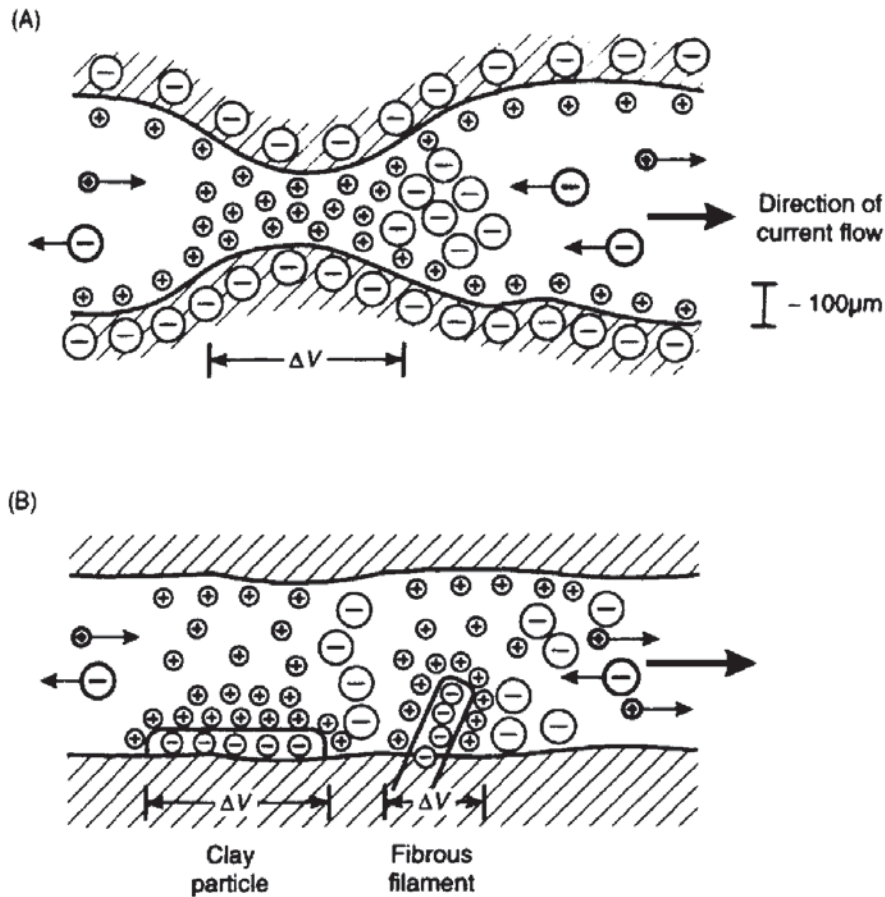 (A)
Direction of
current flow
~ 100µm
ΔV
(B)
ΔV
ΔV
Clay
particle
Fibrous
filament